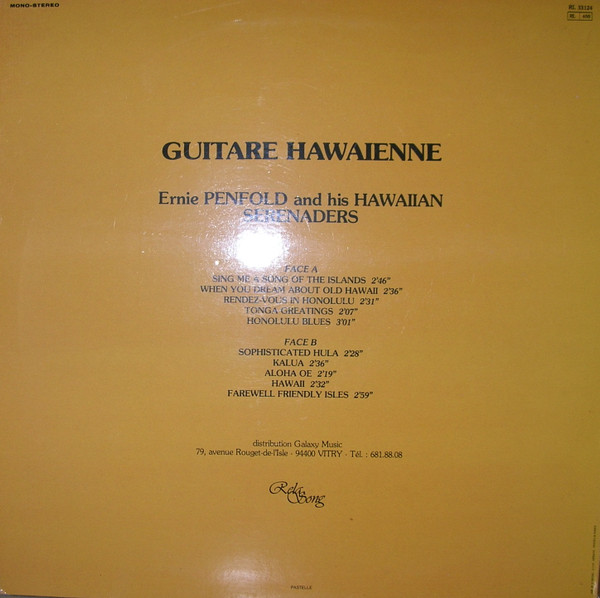 MONO-STEREO
GUITARE HAWAIENNE
Ernie PENFOLD and his HAWAIIAN
SERENADERS
FACE A
SING ME A SONG OF THE ISLANDS 2'46"
WHEN YOU DREAM ABOUT OLD HAWAII 2'36"
RENDEZ-VOUS IN HONOLULU 2'31"
TONGA GREATINGS 2'07"
HONOLULU BLUES 3'01"
FACE B
SOPHISTICATED HULA 2'28"
KALUA 2'36"
ALOHA OE 2'19"
HAWAII 2'32"
FAREWELL FRIENDLY ISLES 2'59"
distribution Galaxy Music
79, avenue Rouget-de-l'Isle - 94400 VITRY - Tél. : 681.88.08
Rela Song
PASTELLS